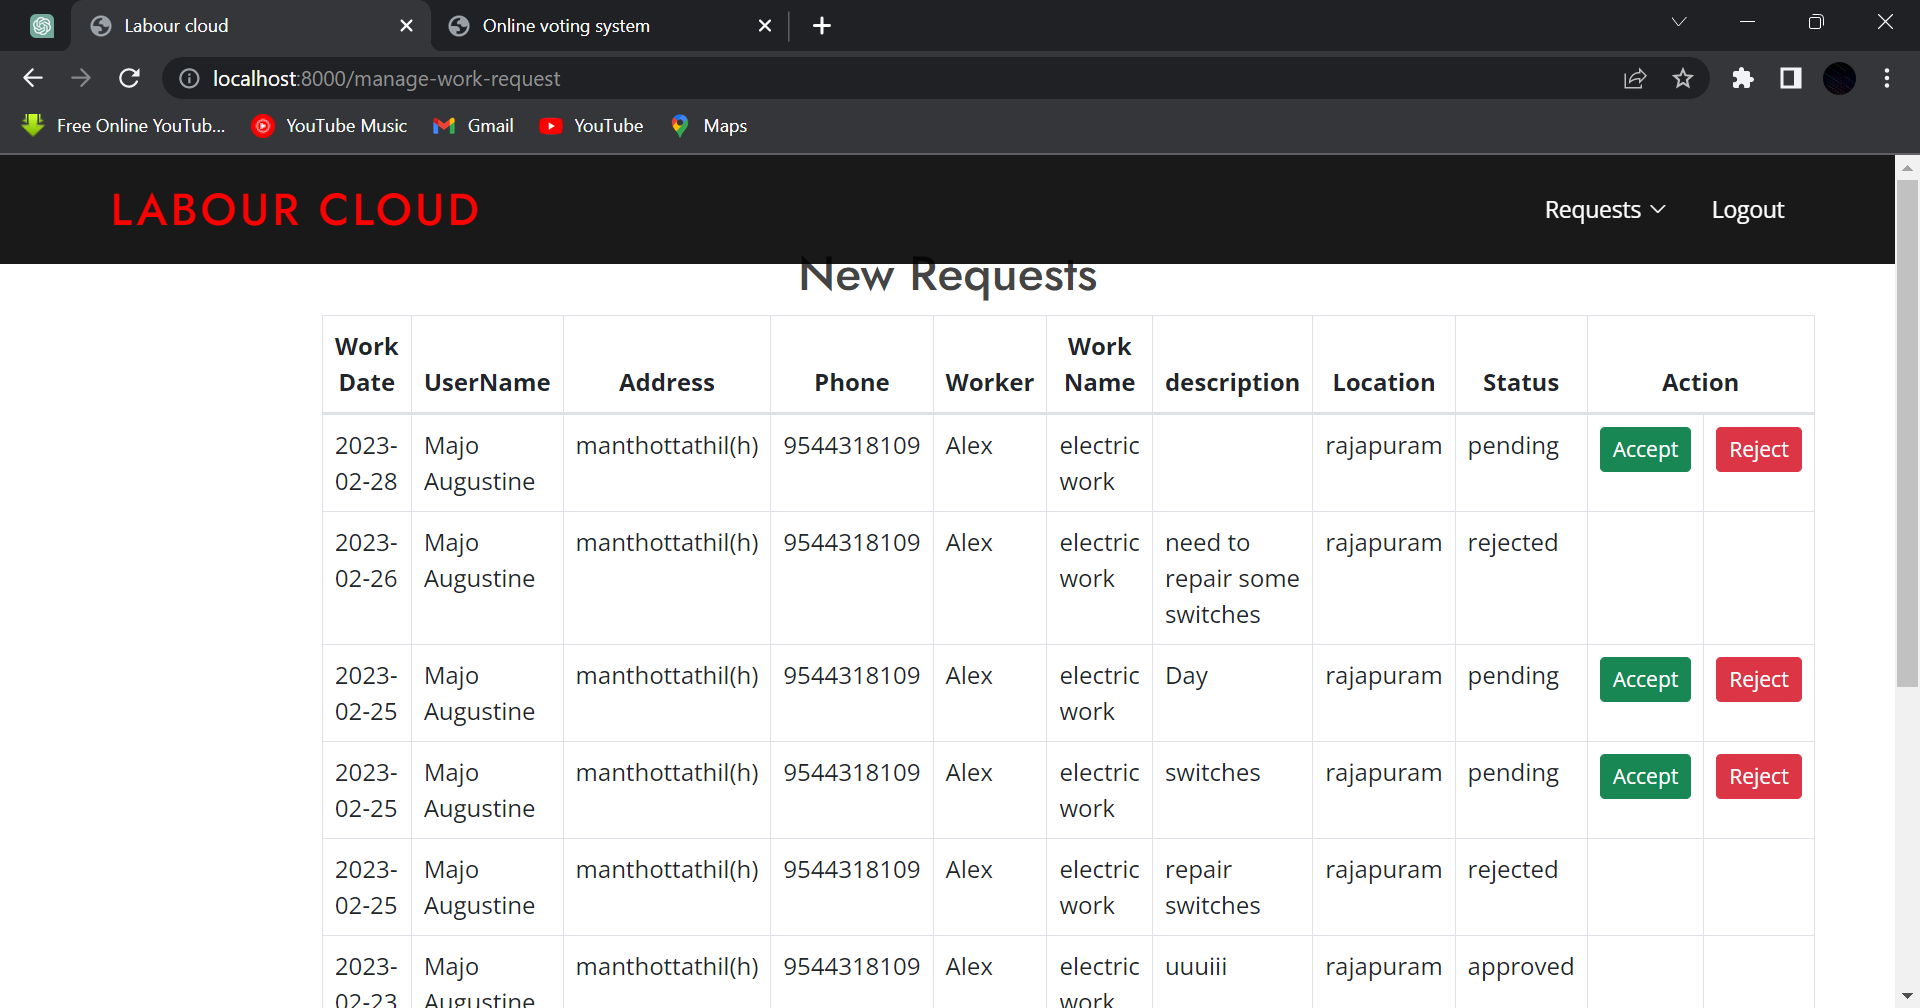 Labour cloud
Online voting system
localhost:8000/manage-work-request
Free Online YouTub...
YouTube Music
Gmail
YouTube
Maps
LABOUR CLOUD
Requests
Logout
New Requests
Work Date UserName Address Phone Worker Work Name description Location Status Action
2023-02-28 Majo Augustine manthottathil(h) 9544318109 Alex electric work rajapuram pending Accept Reject
2023-02-26 Majo Augustine manthottathil(h) 9544318109 Alex electric work need to repair some switches rajapuram rejected
2023-02-25 Majo Augustine manthottathil(h) 9544318109 Alex electric work Day rajapuram pending Accept Reject
2023-02-25 Majo Augustine manthottathil(h) 9544318109 Alex electric work switches rajapuram pending Accept Reject
2023-02-25 Majo Augustine manthottathil(h) 9544318109 Alex electric work repair switches rajapuram rejected
2023-02-23 Majo Augustine manthottathil(h) 9544318109 Alex electric work uuuiii rajapuram approved